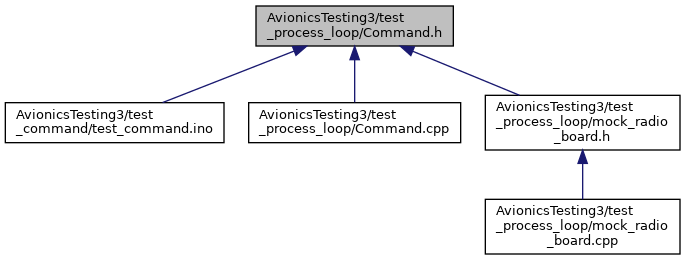 AvionicsTesting3/test
_process_loop/Command.h
AvionicsTesting3/test
_command/test_command.ino
AvionicsTesting3/test
_process_loop/Command.cpp
AvionicsTesting3/test
_process_loop/mock_radio
_board.h
AvionicsTesting3/test
_process_loop/mock_radio
_board.cpp